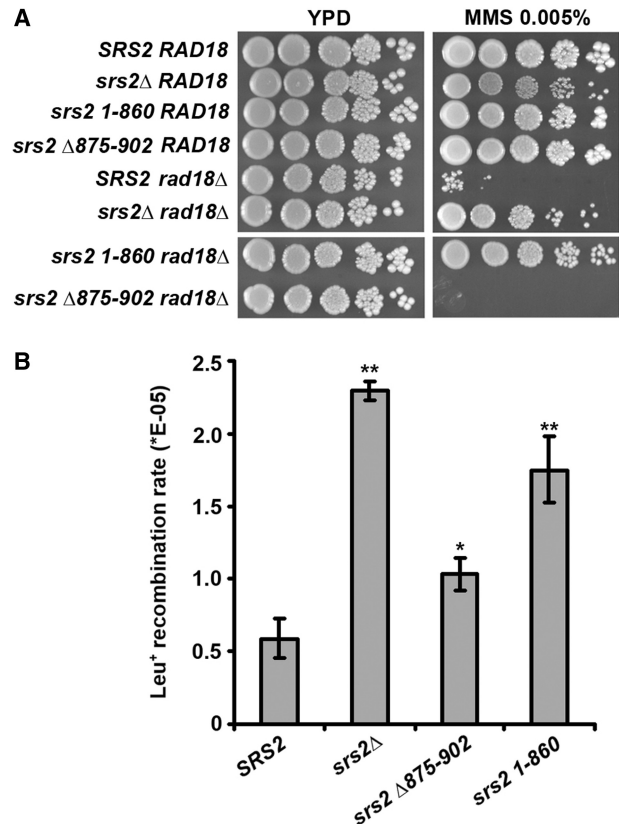 A
YPD
MMS 0.005%
SRS2 RAD18
srs2Δ RAD18
srs2 1-860 RAD18
srs2 Δ875-902 RAD18
SRS2 rad18Δ
srs2Δ rad18Δ
srs2 1-860 rad18Δ
srs2 Δ875-902 rad18Δ
B
Leu⁺ recombination rate (*E-05)
2.5
2.0
1.5
1.0
0.5
0
**
*
**
SRS2
srs2Δ
srs2 Δ875-902
srs2 1-860